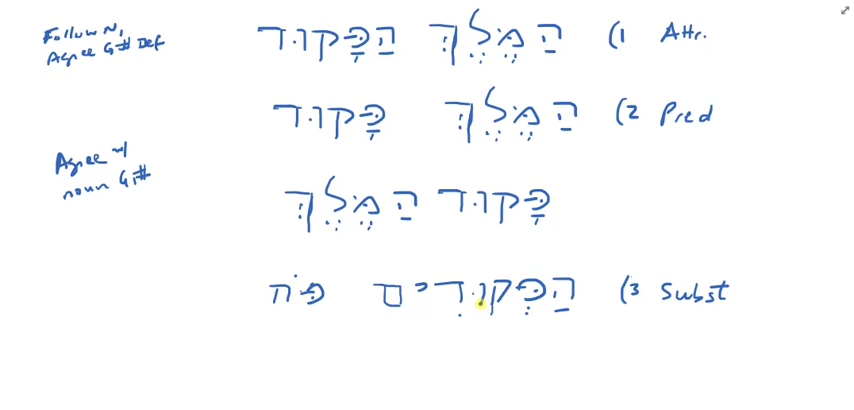 Follow N,
Agree G# Def
הַמֶּלֶךְ הַפָּקוּד (1 Attr.
הַמֶּלֶךְ פָּקוּד (2 Pred
Agree w/
noun G#
פָּקוּד הַמֶּלֶךְ
הַפְּקוּדִים פֹּה (3 Subst